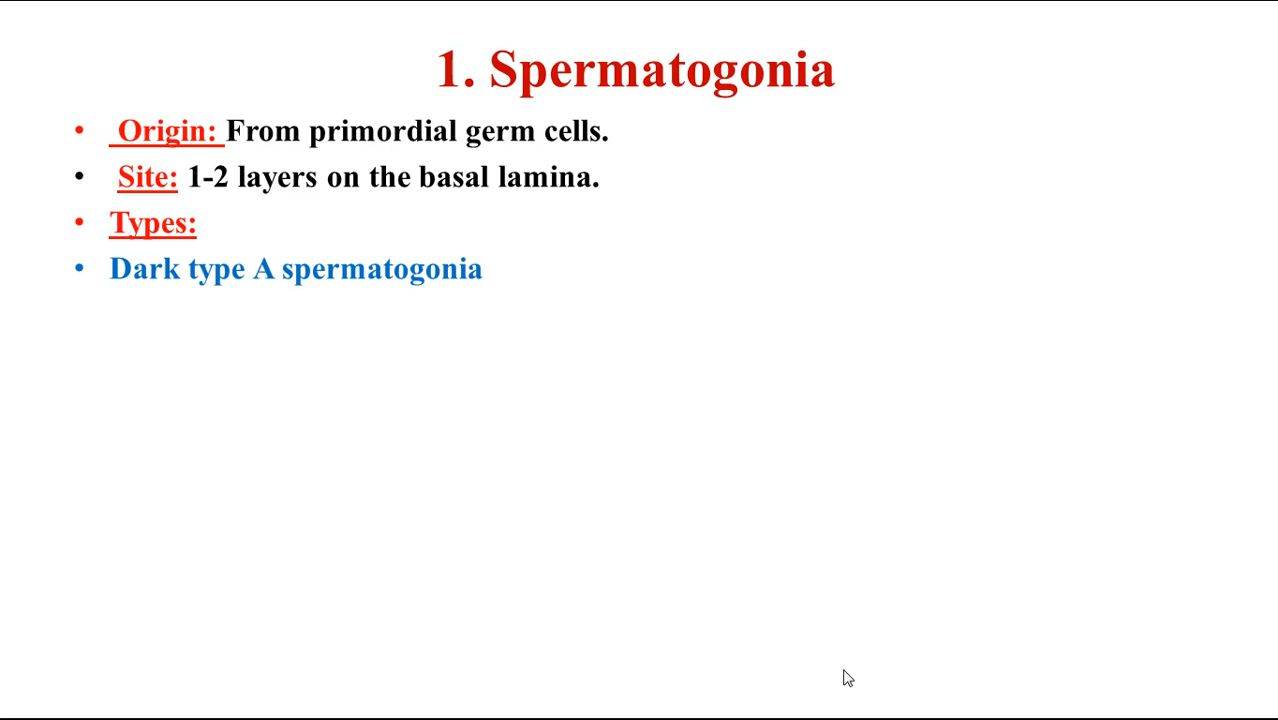 1. Spermatogonia
• Origin: From primordial germ cells.
• Site: 1-2 layers on the basal lamina.
• Types:
• Dark type A spermatogonia